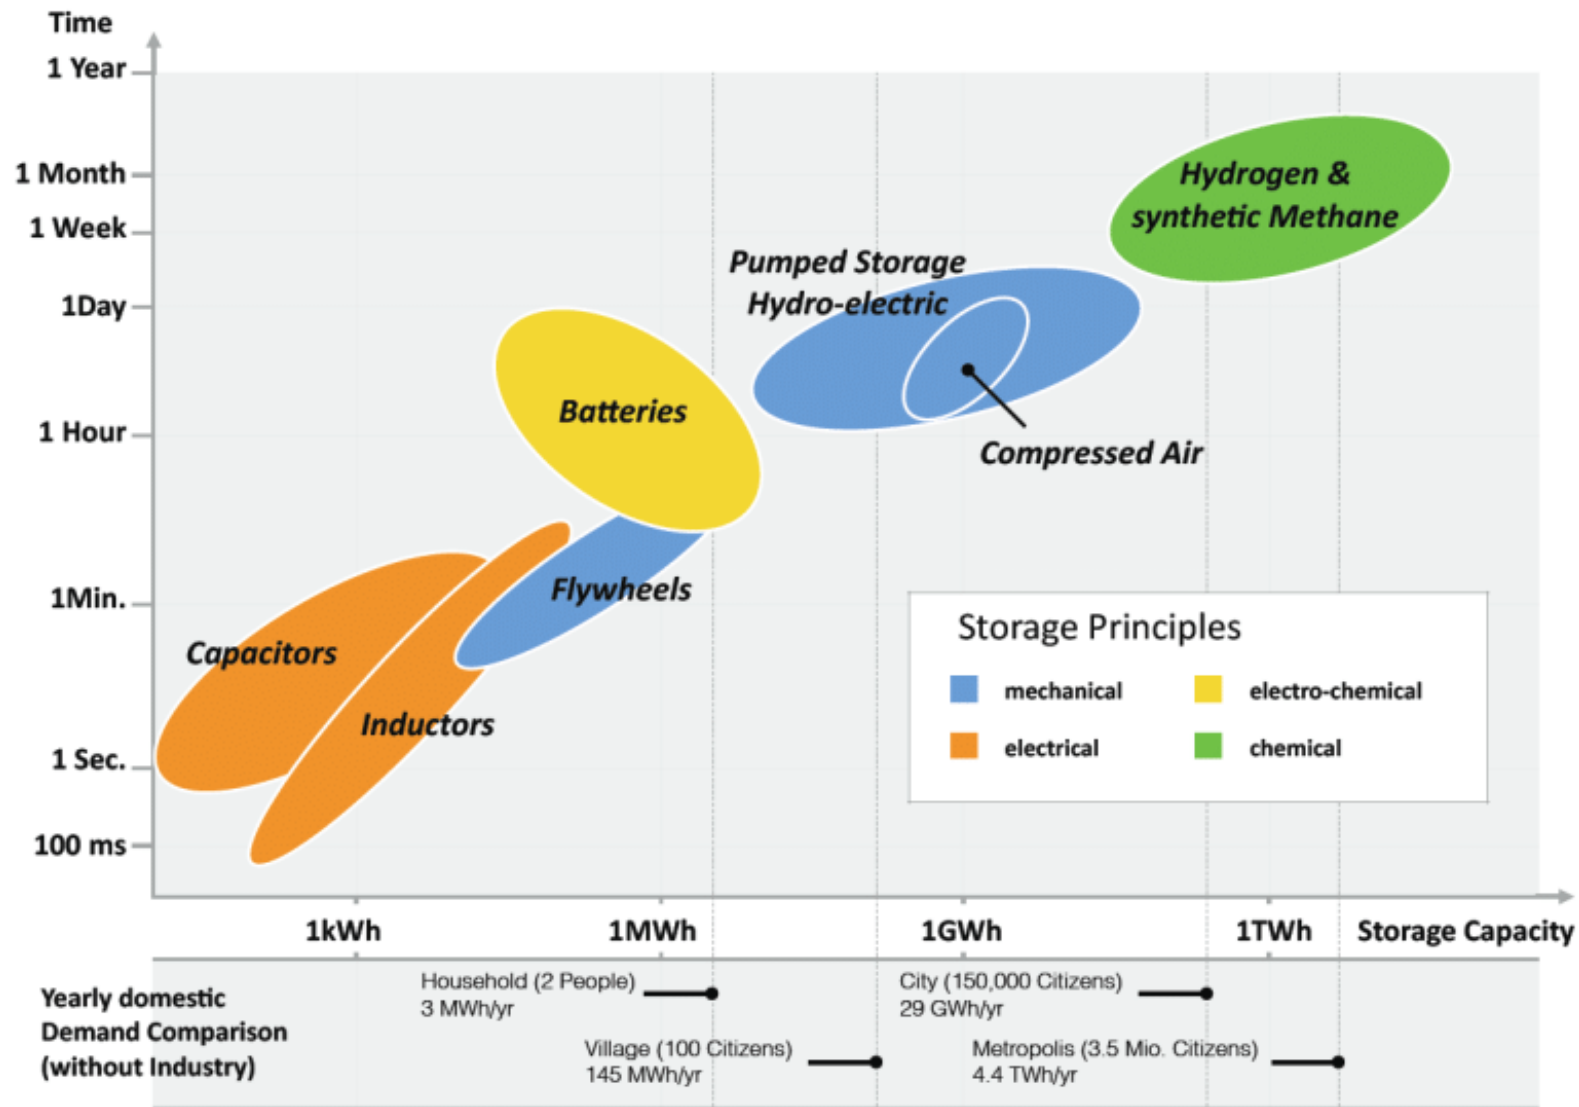 Time
1 Year
1 Month
1 Week
1Day
1 Hour
1Min.
1 Sec.
100 ms
Hydrogen &
synthetic Methane
Pumped Storage
Hydro-electric
Compressed Air
Batteries
Flywheels
Capacitors
Inductors
Storage Principles
mechanical
electro-chemical
electrical
chemical
1kWh
1MWh
1GWh
1TWh
Storage Capacity
Yearly domestic
Demand Comparison
(without Industry)
Household (2 People)
3 MWh/yr
Village (100 Citizens)
145 MWh/yr
City (150,000 Citizens)
29 GWh/yr
Metropolis (3.5 Mio. Citizens)
4.4 TWh/yr